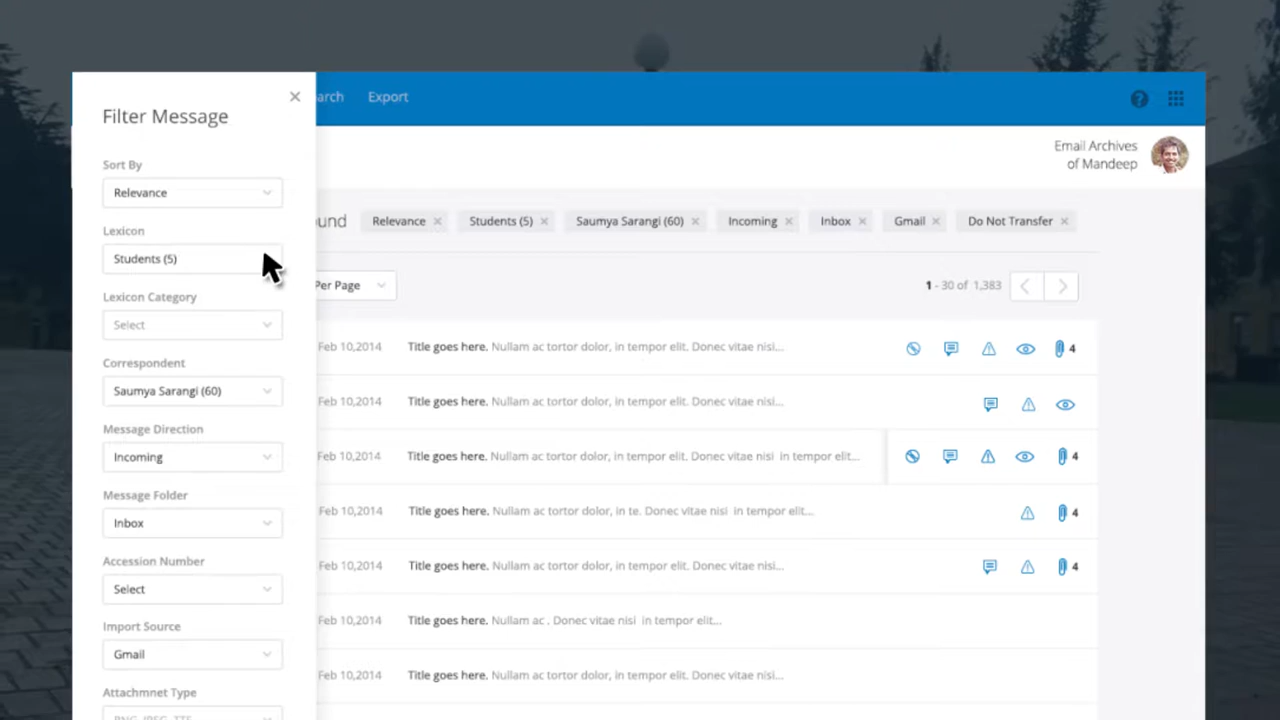 Filter Message
Sort By
Relevance
Lexicon
Students (5)
Lexicon Category
Select
Correspondent
Saumya Sarangi (60)
Message Direction
Incoming
Message Folder
Inbox
Accession Number
Select
Import Source
Gmail
Attachmnet Type
arch Export
Email Archives
of Mandeep
ound Relevance Students (5) Saumya Sarangi (60) Incoming Inbox Gmail Do Not Transfer
Per Page 1 - 30 of 1,383
Feb 10,2014 Title goes here. Nullam ac tortor dolor, in tempor elit. Donec vitae nisi... 4
Feb 10,2014 Title goes here. Nullam ac tortor dolor, in tempor elit. Donec vitae nisi...
Feb 10,2014 Title goes here. Nullam ac tortor dolor, in tempor elit. Donec vitae nisi in tempor elit... 4
Feb 10,2014 Title goes here. Nullam ac tortor dolor, in te. Donec vitae nisi in tempor elit... 4
Feb 10,2014 Title goes here. Nullam ac tortor dolor, in tempor elit. Donec vitae nisi... 4
Feb 10,2014 Title goes here. Nullam ac . Donec vitae nisi in tempor elit...
Feb 10,2014 Title goes here. Nullam ac tortor dolor, in tempor elit. Donec vitae nisi...